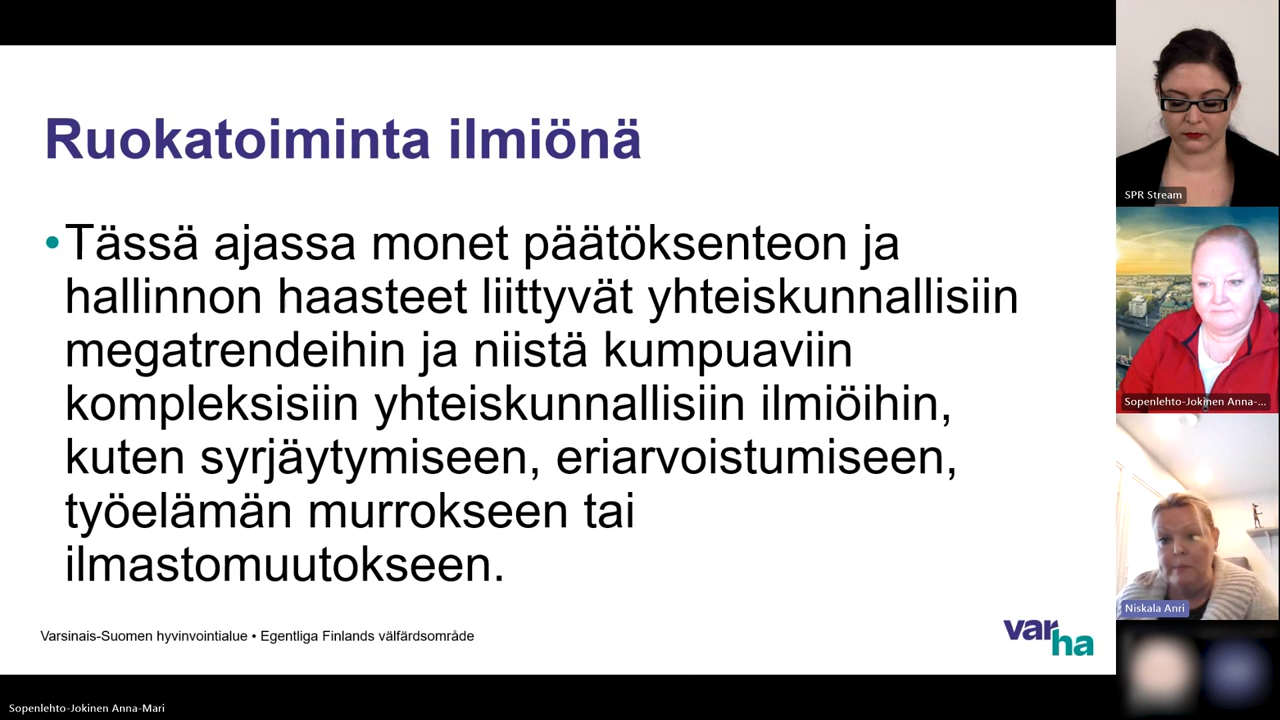 Ruokatoiminta ilmiönä
•Tässä ajassa monet päätöksenteon ja
hallinnon haasteet liittyvät yhteiskunnallisiin
megatrendeihin ja niistä kumpuaviin
kompleksisiin yhteiskunnallisiin ilmiöihin,
kuten syrjäytymiseen, eriarvoistumiseen,
työelämän murrokseen tai
ilmastomuutokseen.
Varsinais-Suomen hyvinvointialue • Egentliga Finlands välfärdsområde
var
ha
Sopenlehto-Jokinen Anna-Mari
SPR Stream
Sopenlehto-Jokinen Anna-...
Niskala Anri